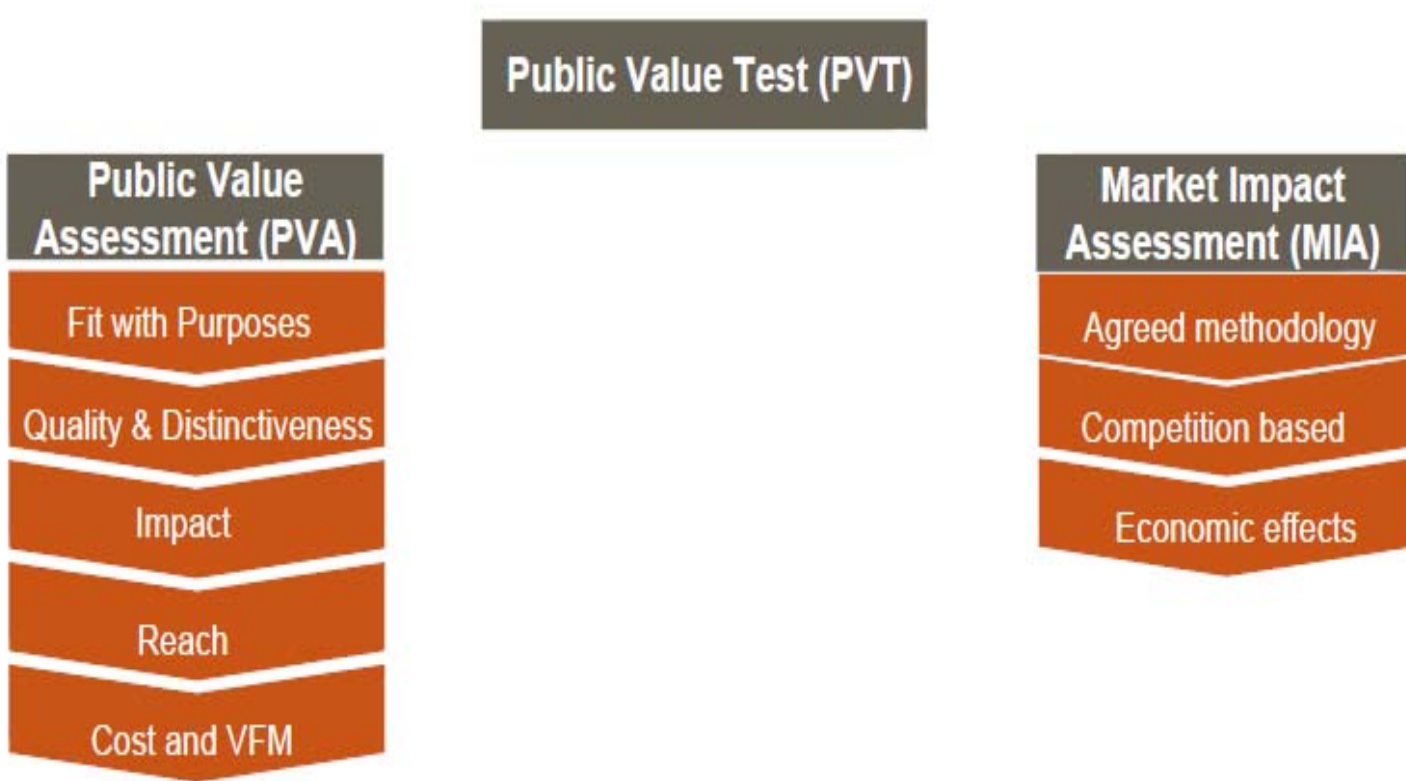 Public Value Test (PVT)
Public Value
Assessment (PVA)
Fit with Purposes
Quality & Distinctiveness
Impact
Reach
Cost and VFM
Market Impact
Assessment (MIA)
Agreed methodology
Competition based
Economic effects